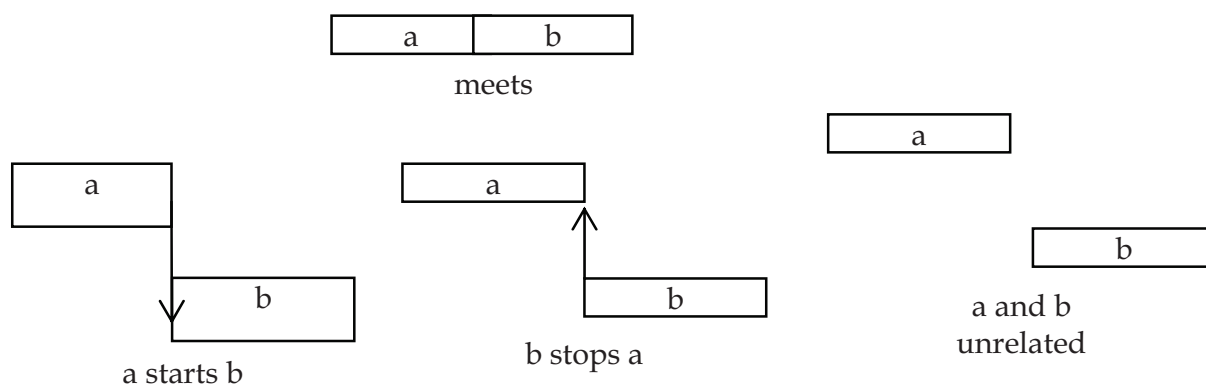 a b
meets
a
b
a starts b
a
b
b stops a
a
b
a and b
unrelated